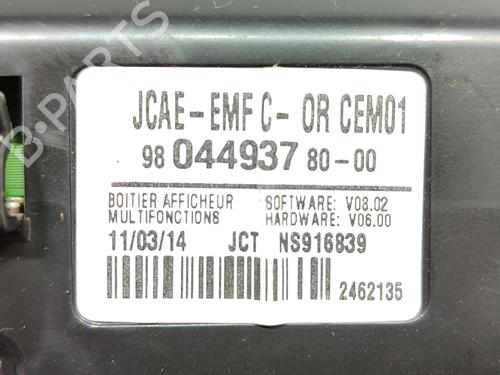 JCAE-EMF C- OR CEM01
98 044937 80-00
BOITIER AFFICHEUR SOFTWARE: V08.02
MULTIFONCTIONS HARDWARE: V06.00
11/03/14 JCT NS916839
2462135
B-PARTS